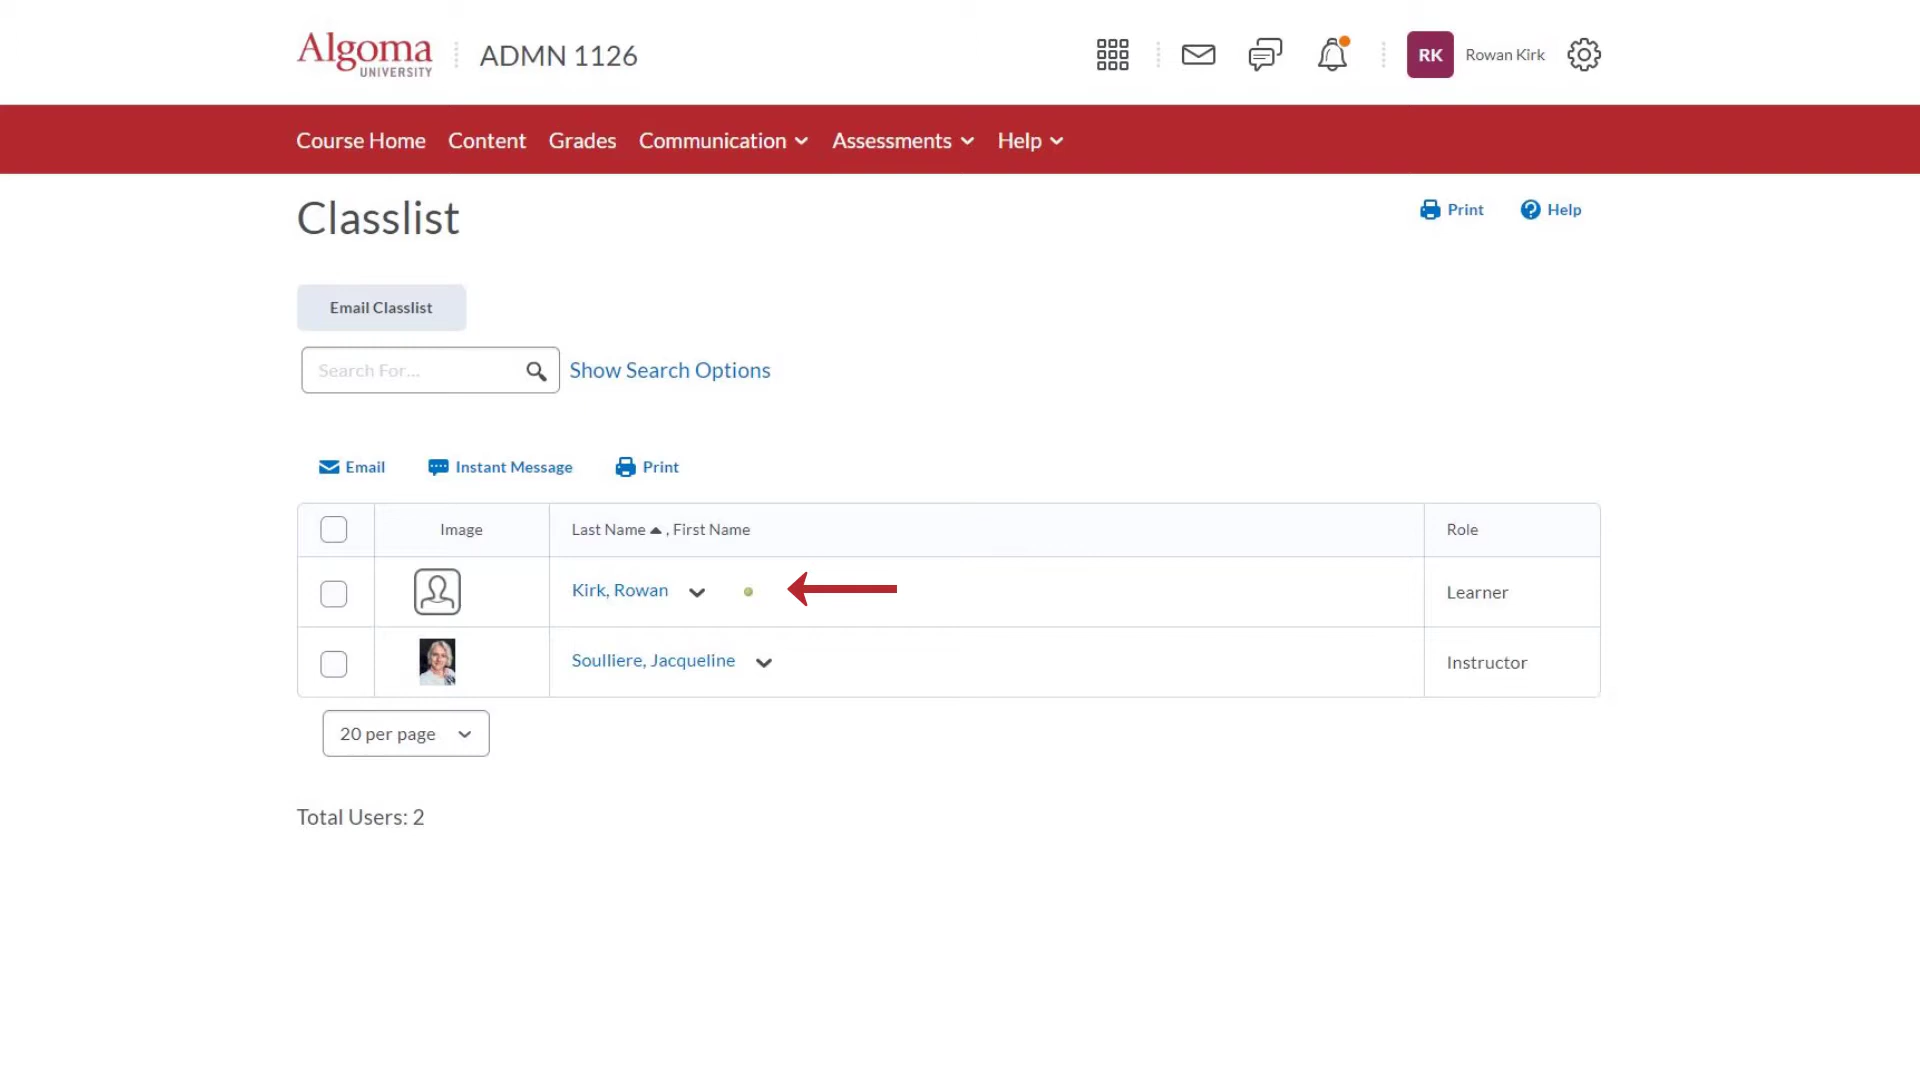 Algoma
UNIVERSITY
ADMN 1126
RK
Rowan Kirk
Course Home
Content
Grades
Communication
Assessments
Help
Classlist
Print
Help
Email Classlist
Search For...
Show Search Options
Email
Instant Message
Print
Image
Last Name , First Name
Role
Kirk, Rowan
Learner
Soulliere, Jacqueline
Instructor
20 per page
Total Users: 2